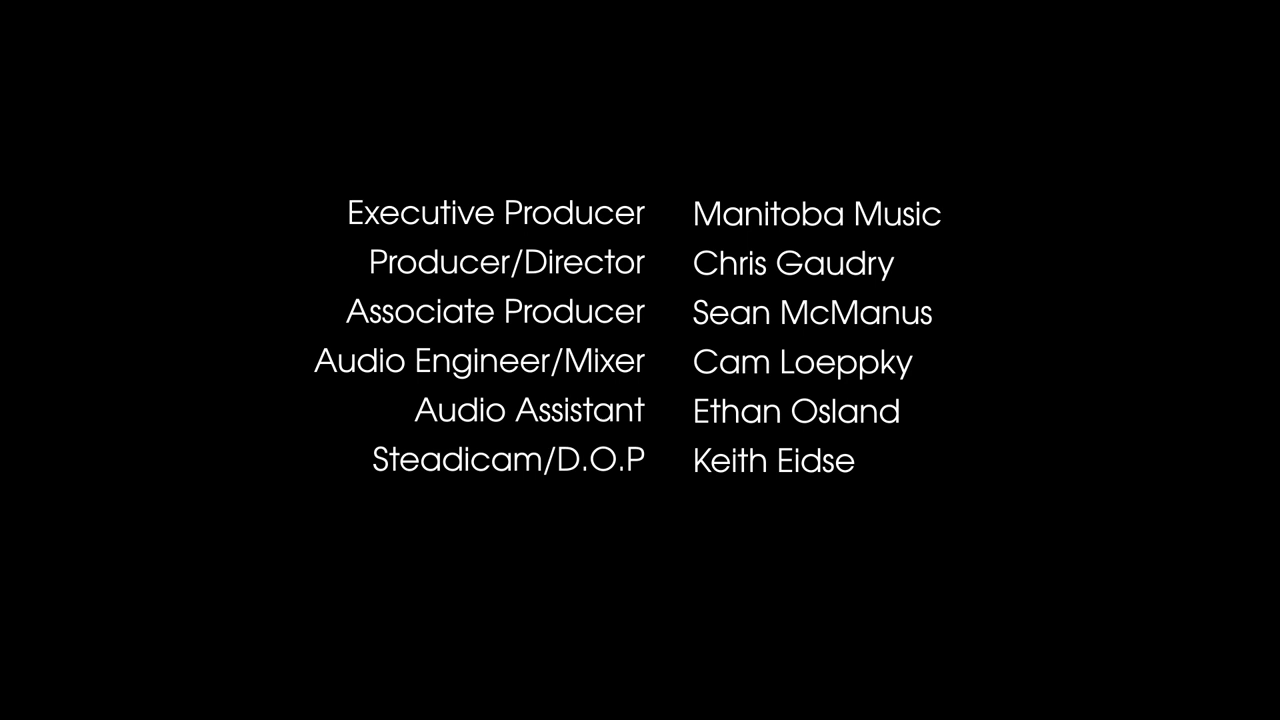 Executive Producer Manitoba Music
Producer/Director Chris Gaudry
Associate Producer Sean McManus
Audio Engineer/Mixer Cam Loeppky
Audio Assistant Ethan Osland
Steadicam/D.O.P Keith Eidse